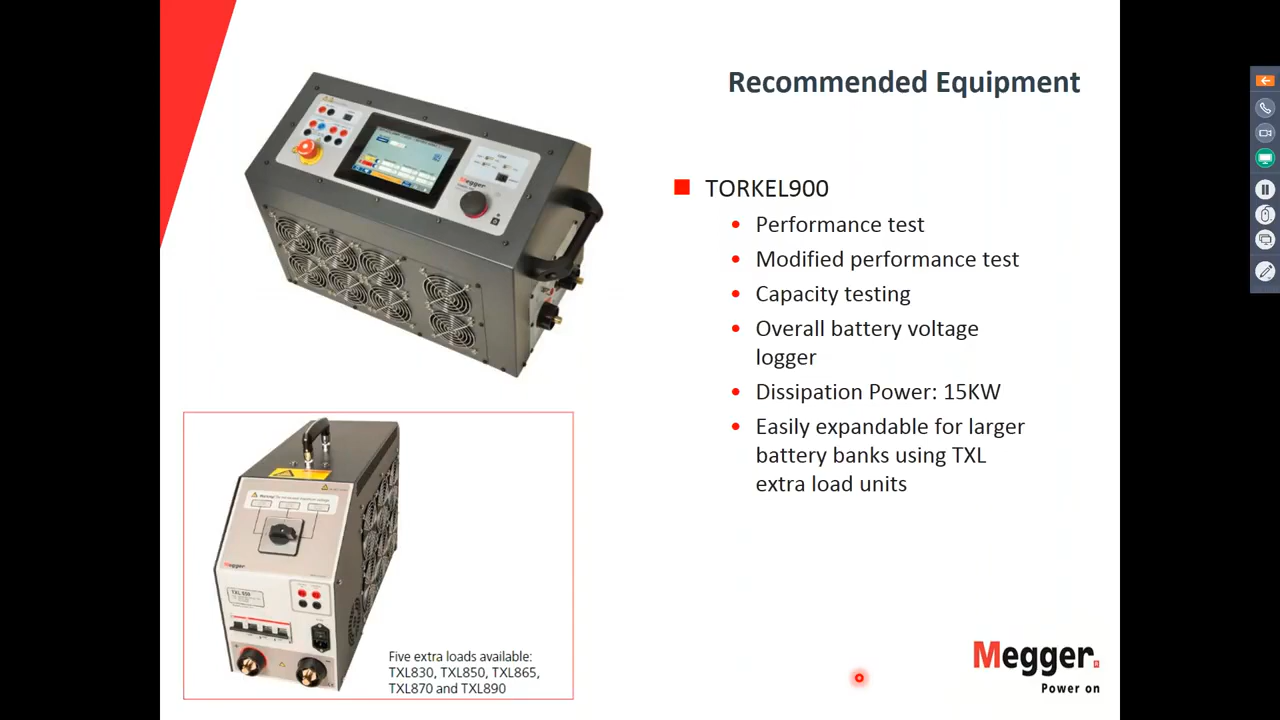 Recommended Equipment
TORKEL900
Performance test
Modified performance test
Capacity testing
Overall battery voltage
logger
Dissipation Power: 15KW
Easily expandable for larger
battery banks using TXL
extra load units
Megger
Megger
Five extra loads available:
TXL830, TXL850, TXL865,
TXL870 and TXL890
Megger.
Power on